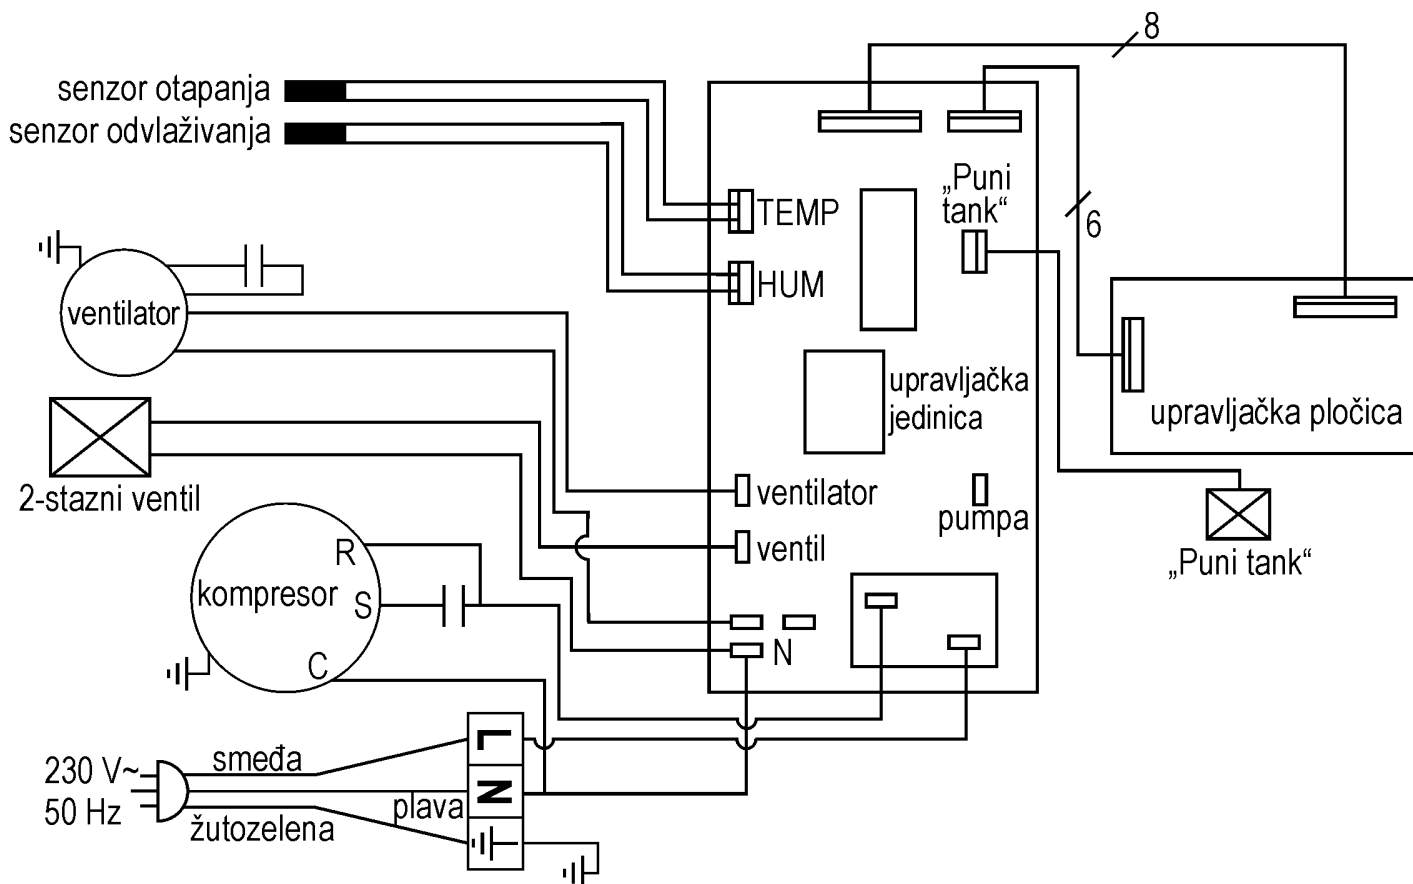 8
senzor otapanja
senzor odvlaživanja
„Puni
tank“
TEMP
6
HUM
ventilator
upravljačka
jedinica
upravljačka pločica
2-stazni ventil
ventilator
pumpa
ventil
„Puni tank“
R
kompresor
S
C
N
L
smeđa
230 V~
50 Hz
N
plava
žutozelena